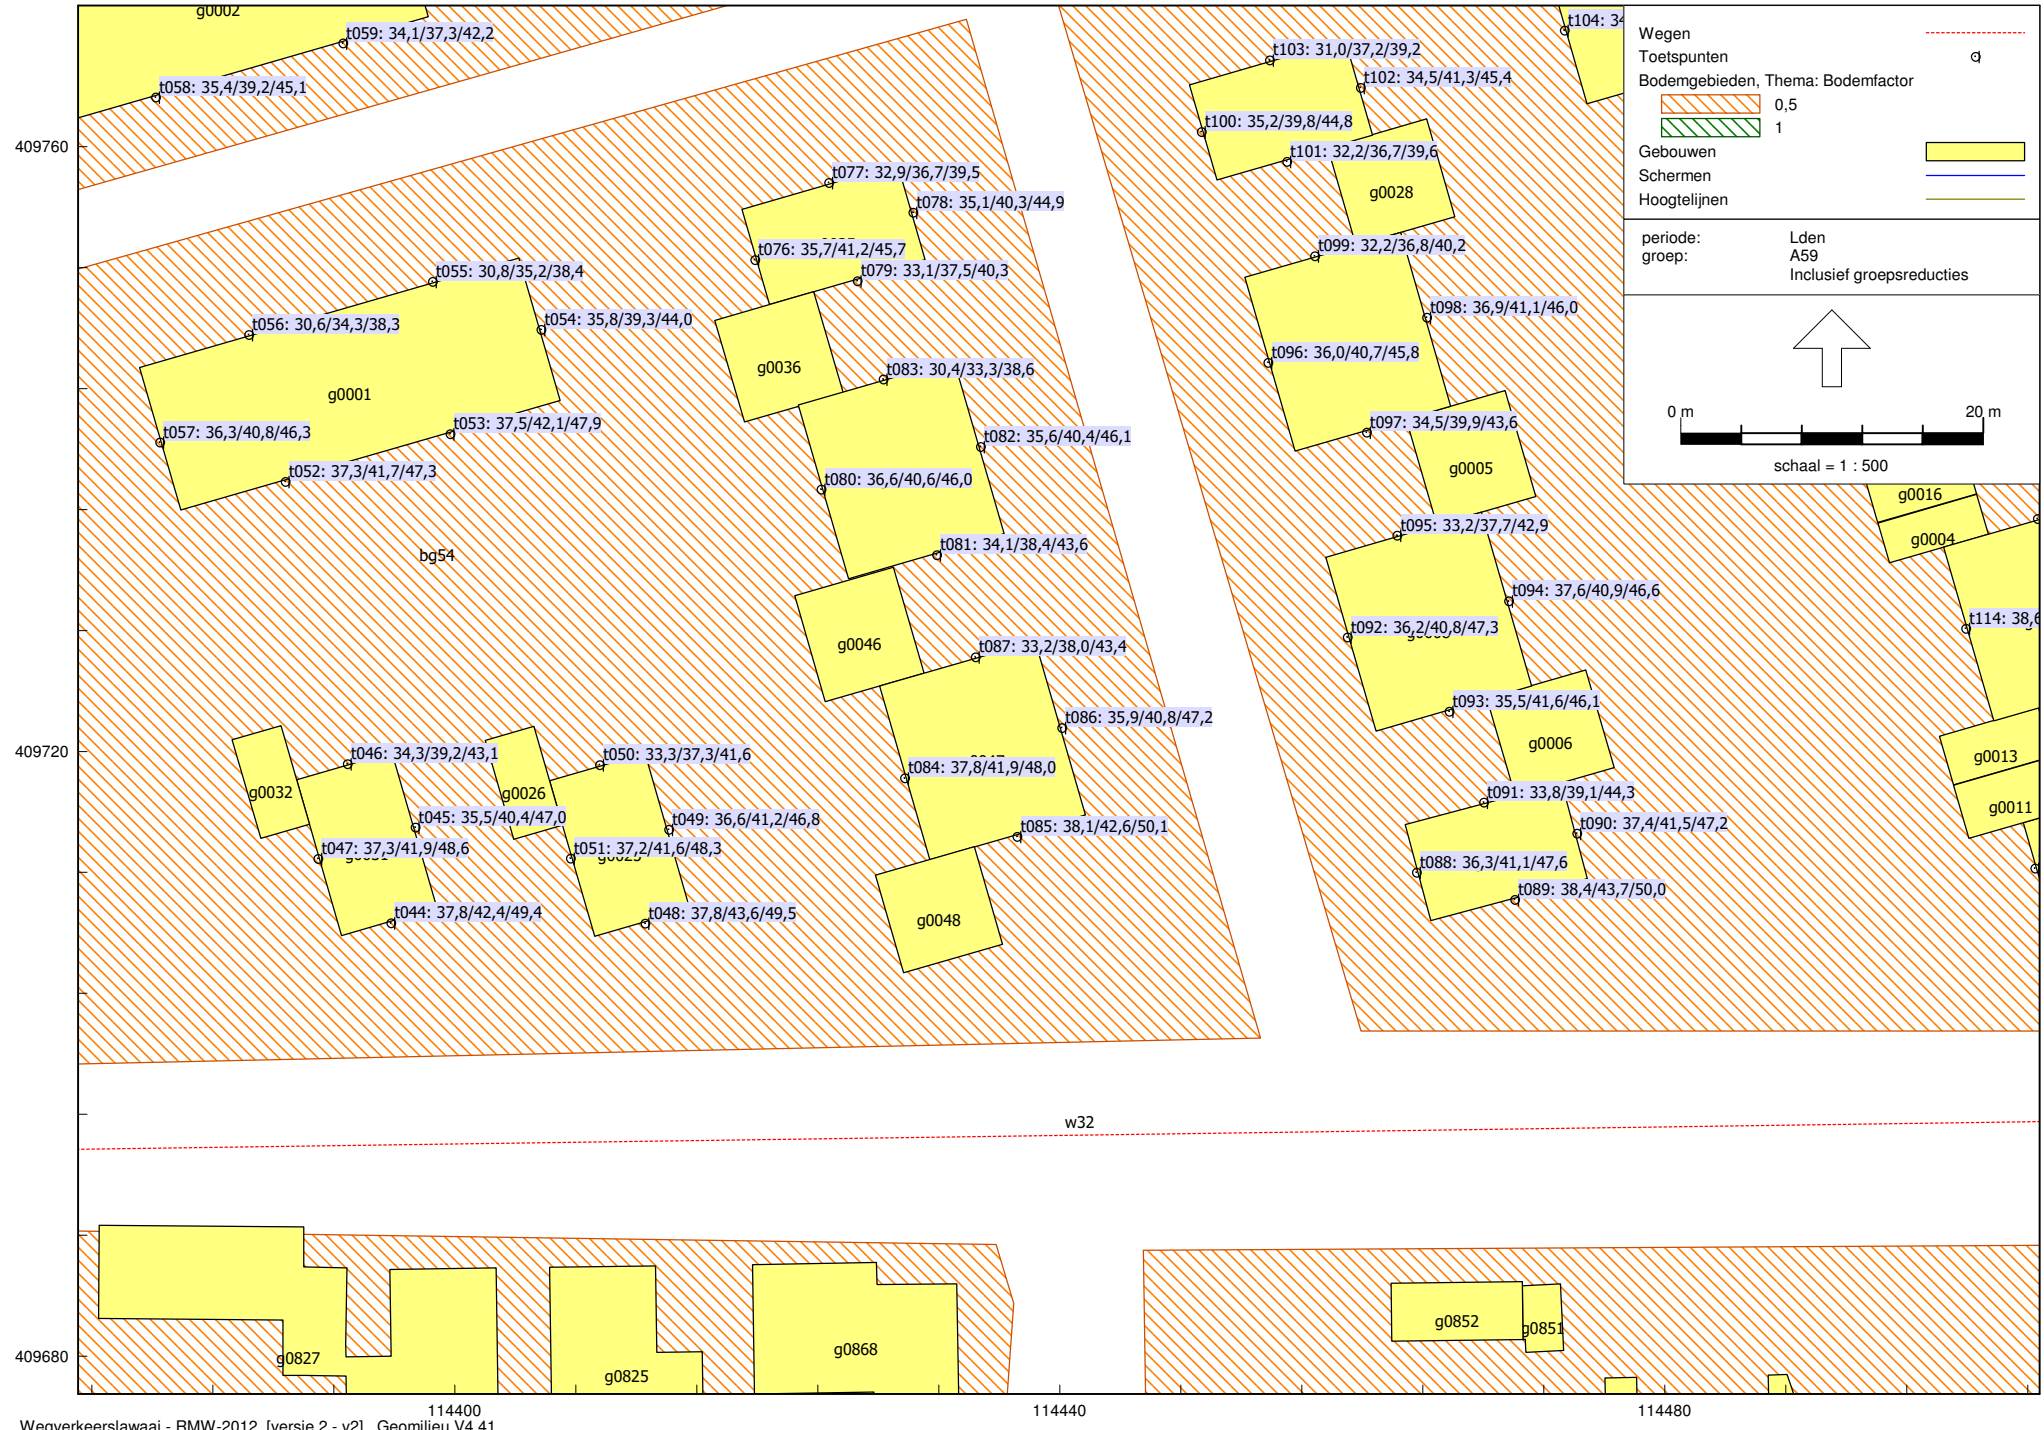 g0002
t059: 34,1/37,3/42,2
t058: 35,4/39,2/45,1
t103: 31,0/37,2/39,2
t102: 34,5/41,3/45,4
t104: 34
t100: 35,2/39,8/44,8
t101: 32,2/36,7/39,6
g0028
409760
t077: 32,9/36,7/39,5
t078: 35,1/40,3/44,9
t076: 35,7/41,2/45,7
t079: 33,1/37,5/40,3
t099: 32,2/36,8/40,2
t098: 36,9/41,1/46,0
t096: 36,0/40,7/45,8
t097: 34,5/39,9/43,6
g0005
t055: 30,8/35,2/38,4
t056: 30,6/34,3/38,3
t054: 35,8/39,3/44,0
g0001
t057: 36,3/40,8/46,3
t053: 37,5/42,1/47,9
t052: 37,3/41,7/47,3
g0036
t083: 30,4/33,3/38,6
t082: 35,6/40,4/46,1
t080: 36,6/40,6/46,0
t081: 34,1/38,4/43,6
bg54
t095: 33,2/37,7/42,9
t094: 37,6/40,9/46,6
t092: 36,2/40,8/47,3
t093: 35,5/41,6/46,1
g0006
g0016
g0004
t114: 38,6
g0013
g0011
g0046
t087: 33,2/38,0/43,4
t086: 35,9/40,8/47,2
t084: 37,8/41,9/48,0
t085: 38,1/42,6/50,1
g0048
409720
t046: 34,3/39,2/43,1
g0032
t045: 35,5/40,4/47,0
t047: 37,3/41,9/48,6
t044: 37,8/42,4/49,4
t050: 33,3/37,3/41,6
g0026
t049: 36,6/41,2/46,8
t051: 37,2/41,6/48,3
t048: 37,8/43,6/49,5
t091: 33,8/39,1/44,3
t090: 37,4/41,5/47,2
t088: 36,3/41,1/47,6
t089: 38,4/43,7/50,0
w32
g0827
g0825
g0868
g0852
g0851
409680
114400
114440
114480
Wegen
Toetspunten
Bodemgebieden, Thema: Bodemfactor
0,5
1
Gebouwen
Schermen
Hoogtelijnen
periode: Lden
groep: A59
Inclusief groepsreducties
0 m 20 m
schaal = 1 : 500
Wegverkeerslawaai - RMW-2012, [versie 2 - v2] , Geomilieu V4.41